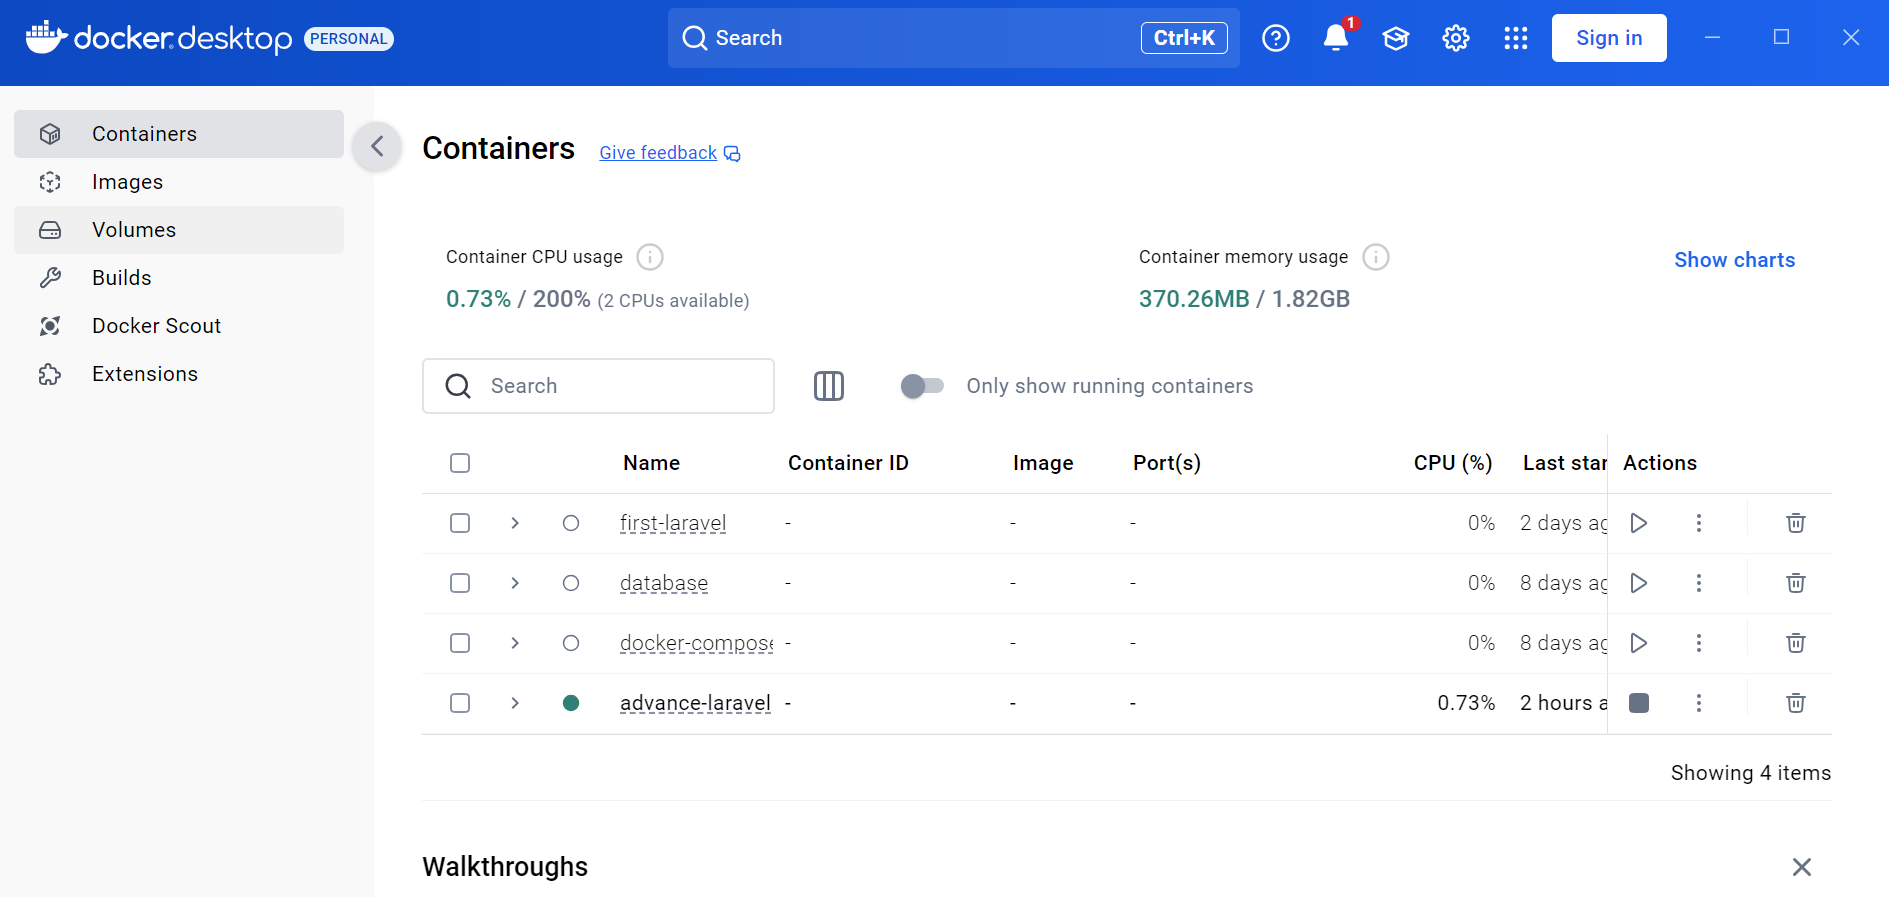 docker.desktop PERSONAL
Search Ctrl+K
1
Sign in
Containers
Images
Volumes
Builds
Docker Scout
Extensions
Containers Give feedback
Container CPU usage
0.73% / 200% (2 CPUs available)
Container memory usage
370.26MB / 1.82GB
Show charts
Search
Only show running containers
Name Container ID Image Port(s) CPU (%) Last star Actions
first-laravel - - - 0% 2 days ag
database - - - 0% 8 days ag
docker-compose - - - 0% 8 days ag
advance-laravel - - - 0.73% 2 hours a
Showing 4 items
Walkthroughs